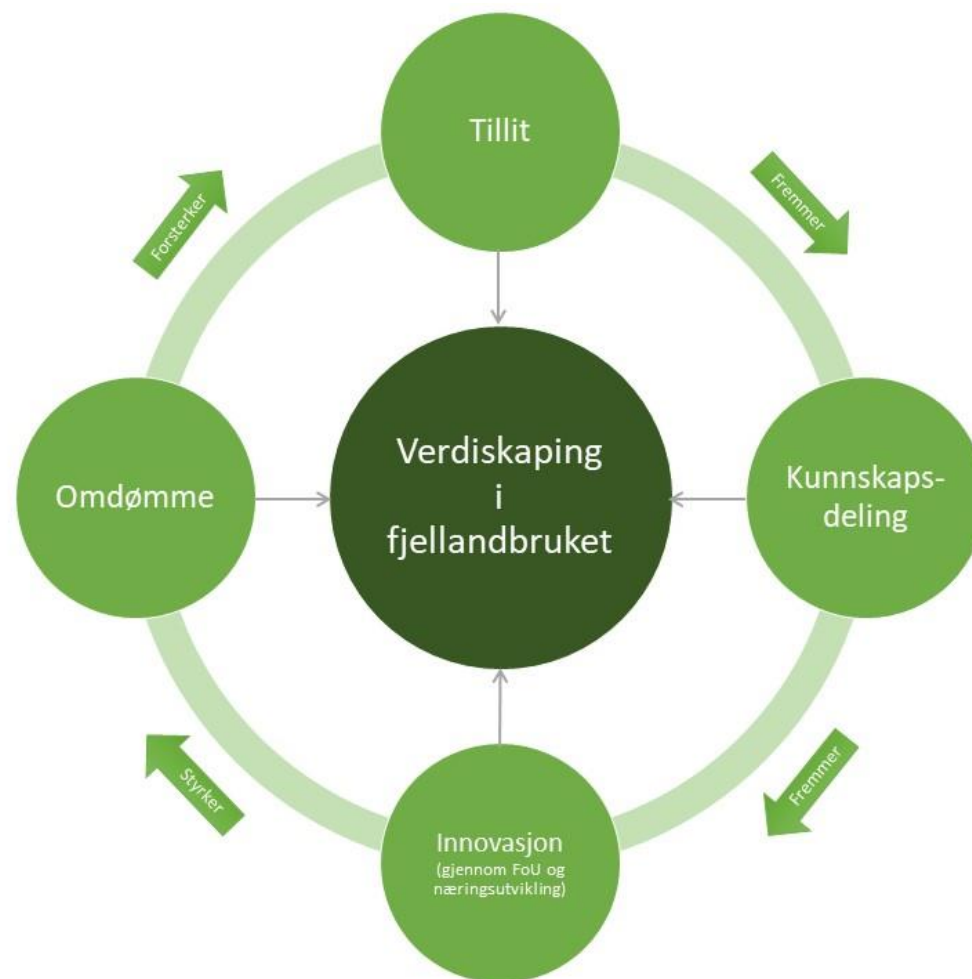 Tillit
Forsterker
Fremmer
Verdiskaping
i
fjellandbruket
Omdømme
Kunnskaps-
deling
Styrker
Fremmer
Innovasjon
(gjennom FoU og
næringsutvikling)